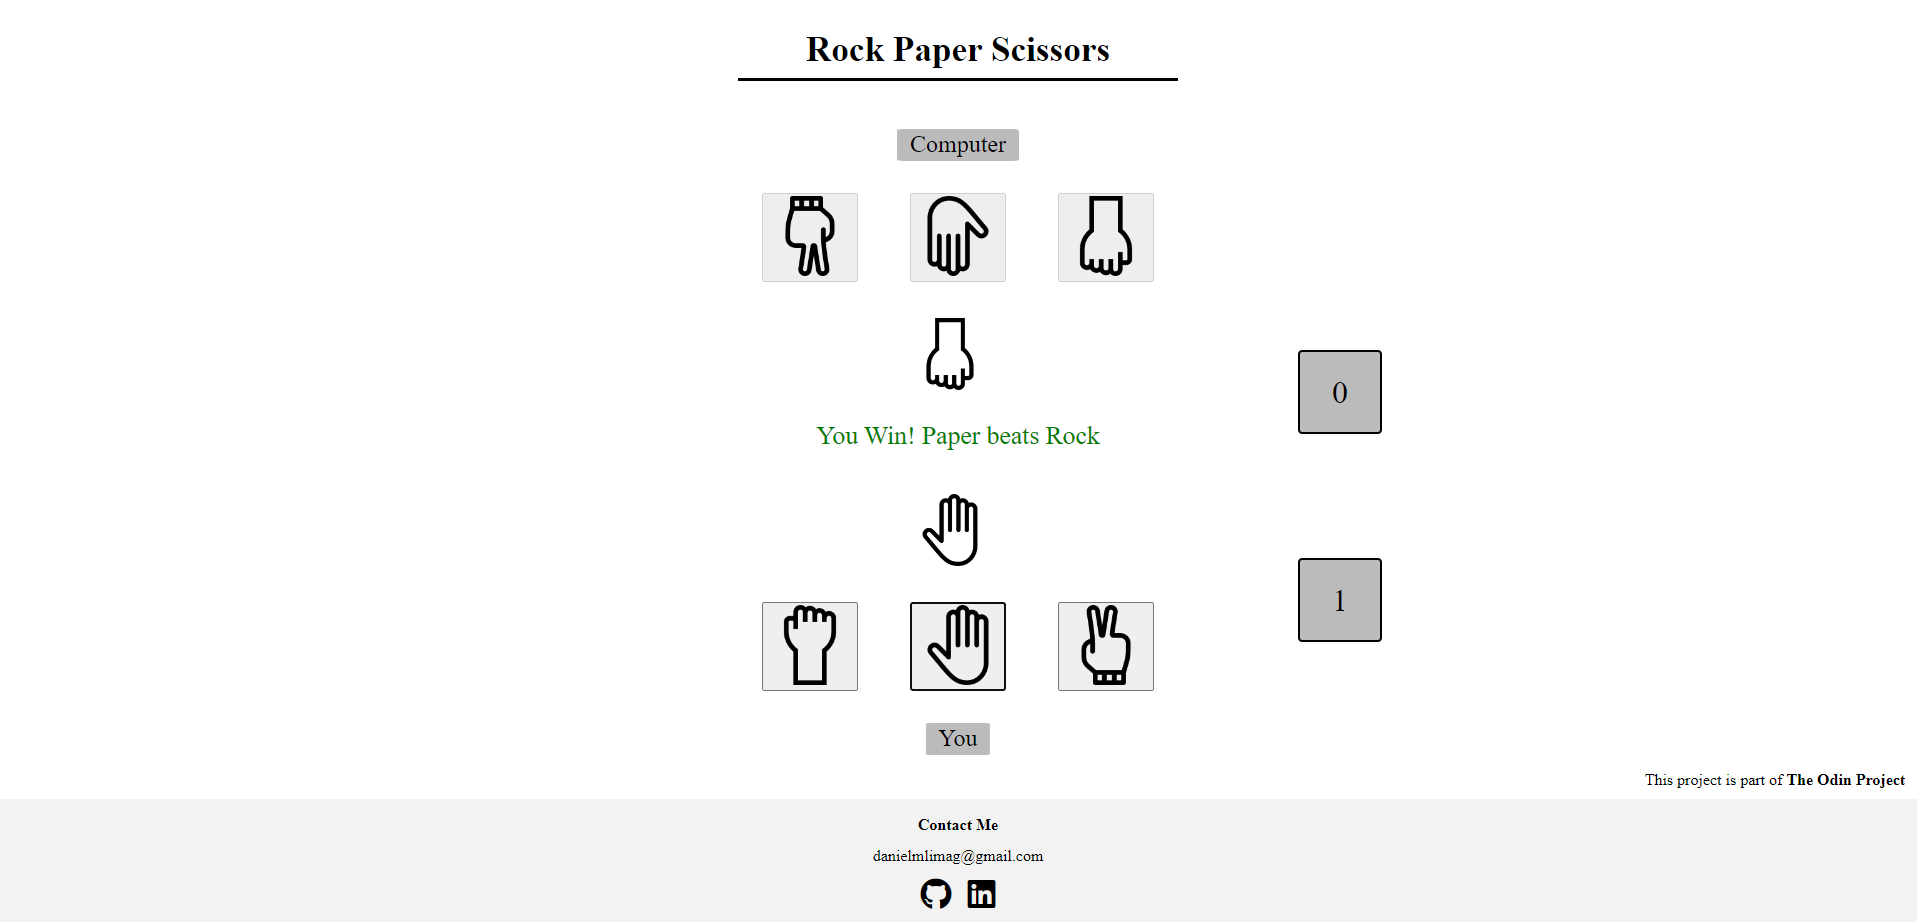 Rock Paper Scissors
Computer
0
You Win! Paper beats Rock
1
You
This project is part of The Odin Project
Contact Me
danielmlimag@gmail.com
in